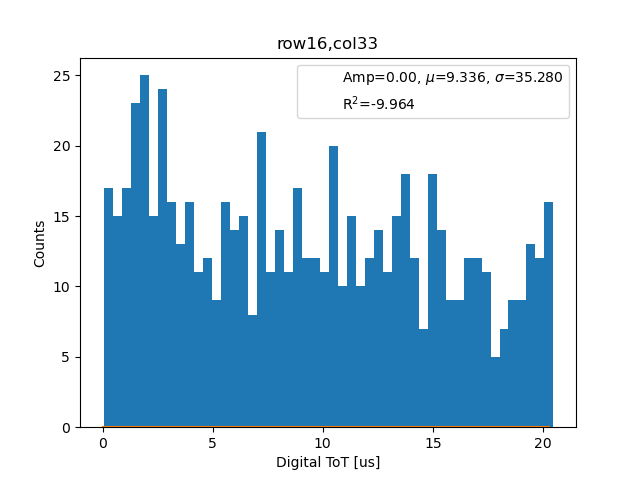 row16,col33
Amp=0.00, μ=9.336, σ=35.280
R²=-9.964
25
20
15
10
5
0
Counts
0 5 10 15 20
Digital ToT [us]